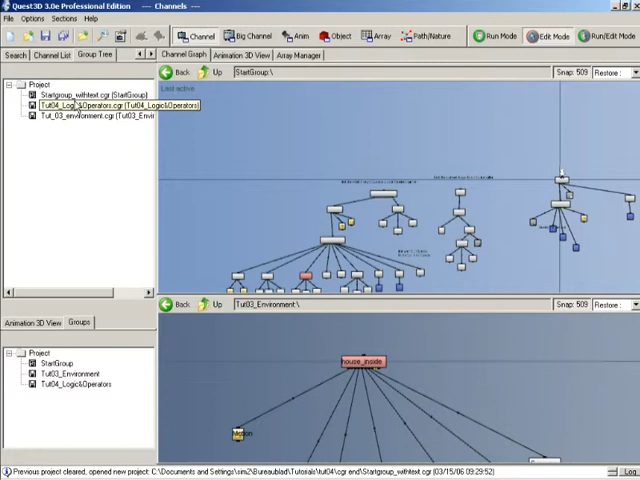 Quest3D 3.0e Professional Edition -- Channels
File Options Sections Help
Channel Big Channel Anim Object Array Path/Nature Run Mode Edit Mode Run/Edit Mode
Search Channel List Group Tree Channel Graph Animation 3D View Array Manager
Back Up StartGroup:\ Snap: 509 Restore :
Last active
Project
Startgroup_withtext.cgr (StartGroup)
Tut04_Logic&Operators.cgr (Tut04_Logic&Operators)
Tut_03_environment.cgr (Tut03_Envir
Back Up Tut03_Environment:\ Snap: 509 Restore :
Animation 3D View Groups
Project
StartGroup
Tut03_Environment
Tut04_Logic&Operators
house_inside
Motion
Previous project cleared, opened new project: C:\Documents and Settings\sim2\Bureaublad\Tutorials\tut04\cgr end\Startgroup_withtext.cgr (03/15/06 09:29:52) Log